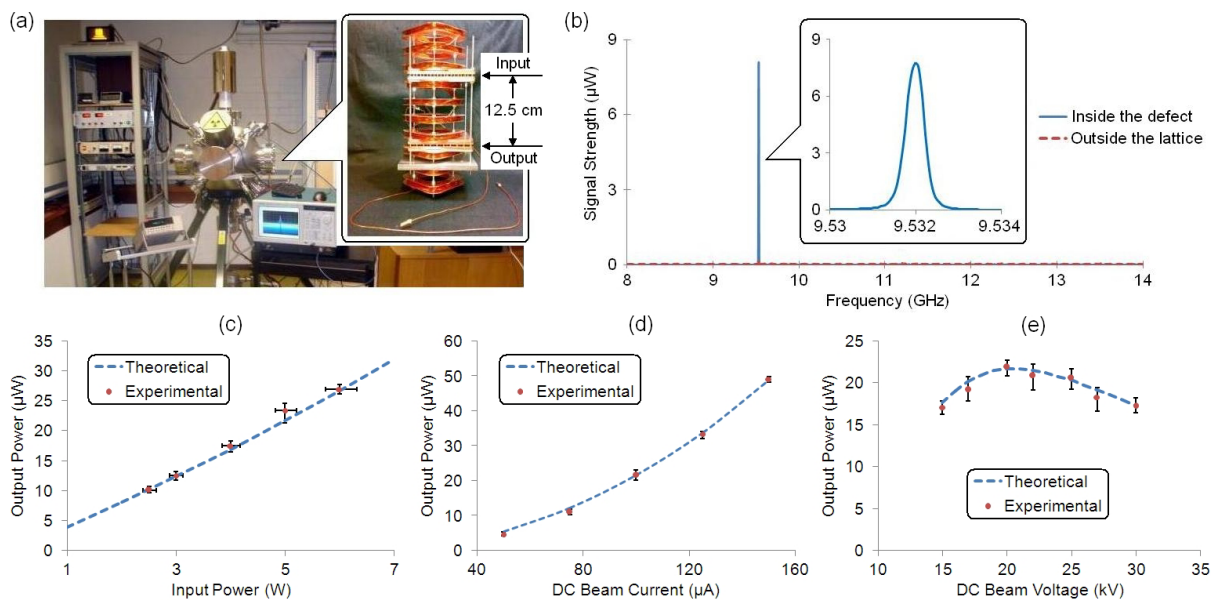 (a)
Input
12.5 cm
Output
(b)
Signal Strength (µW)
9
6
3
0
8
9
10
11
12
13
14
Frequency (GHz)
9
6
3
0
9.53
9.532
9.534
Inside the defect
Outside the lattice
(c)
Output Power (µW)
35
30
25
20
15
10
5
0
1
3
5
7
Input Power (W)
Theoretical
Experimental
(d)
Output Power (µW)
60
50
40
30
20
10
0
40
80
120
160
DC Beam Current (µA)
Theoretical
Experimental
(e)
Output Power (µW)
25
20
15
10
5
0
10
15
20
25
30
35
DC Beam Voltage (kV)
Theoretical
Experimental